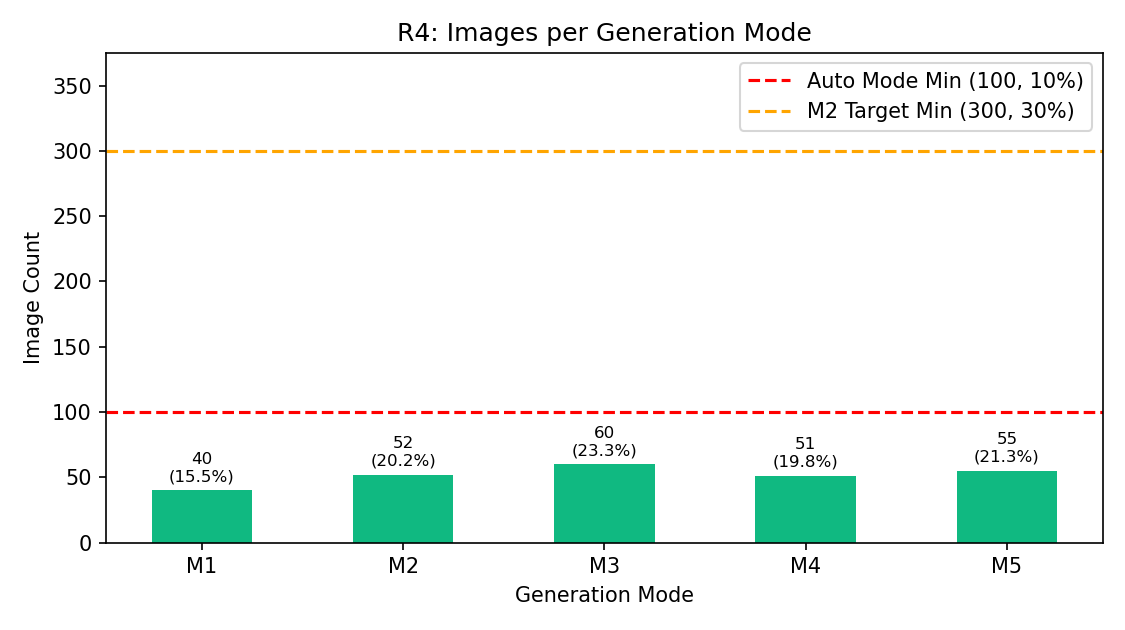 R4: Images per Generation Mode
Auto Mode Min (100, 10%)
M2 Target Min (300, 30%)
Image Count
350
300
250
200
150
100
50
0
40
(15.5%)
52
(20.2%)
60
(23.3%)
51
(19.8%)
55
(21.3%)
M1
M2
M3
M4
M5
Generation Mode